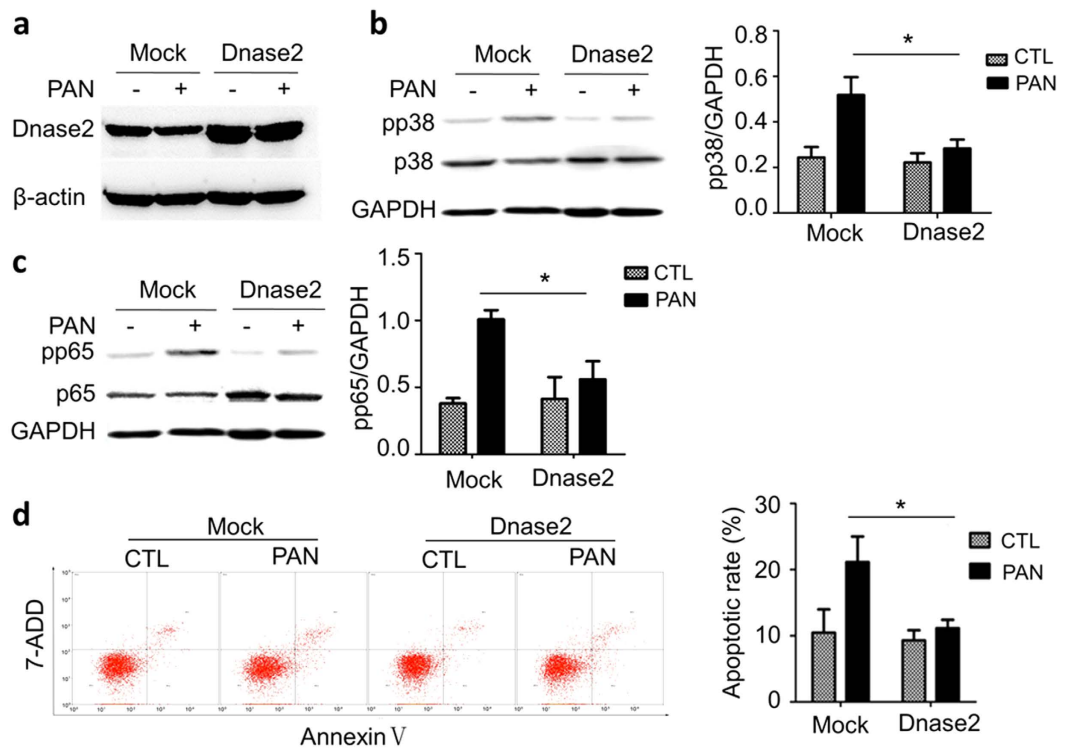 a
Mock Dnase2
PAN - + - +
Dnase2
β-actin
b
Mock Dnase2
PAN - + - +
pp38
p38
GAPDH
pp38/GAPDH
0.8
0.6
0.4
0.2
0.0
*
CTL
PAN
Mock Dnase2
c
Mock Dnase2
PAN - + - +
pp65
p65
GAPDH
pp65/GAPDH
1.5
1.0
0.5
0.0
*
CTL
PAN
Mock Dnase2
d
Mock Dnase2
CTL PAN CTL PAN
7-ADD
Annexin V
Apoptotic rate (%)
30
20
10
0
*
CTL
PAN
Mock Dnase2